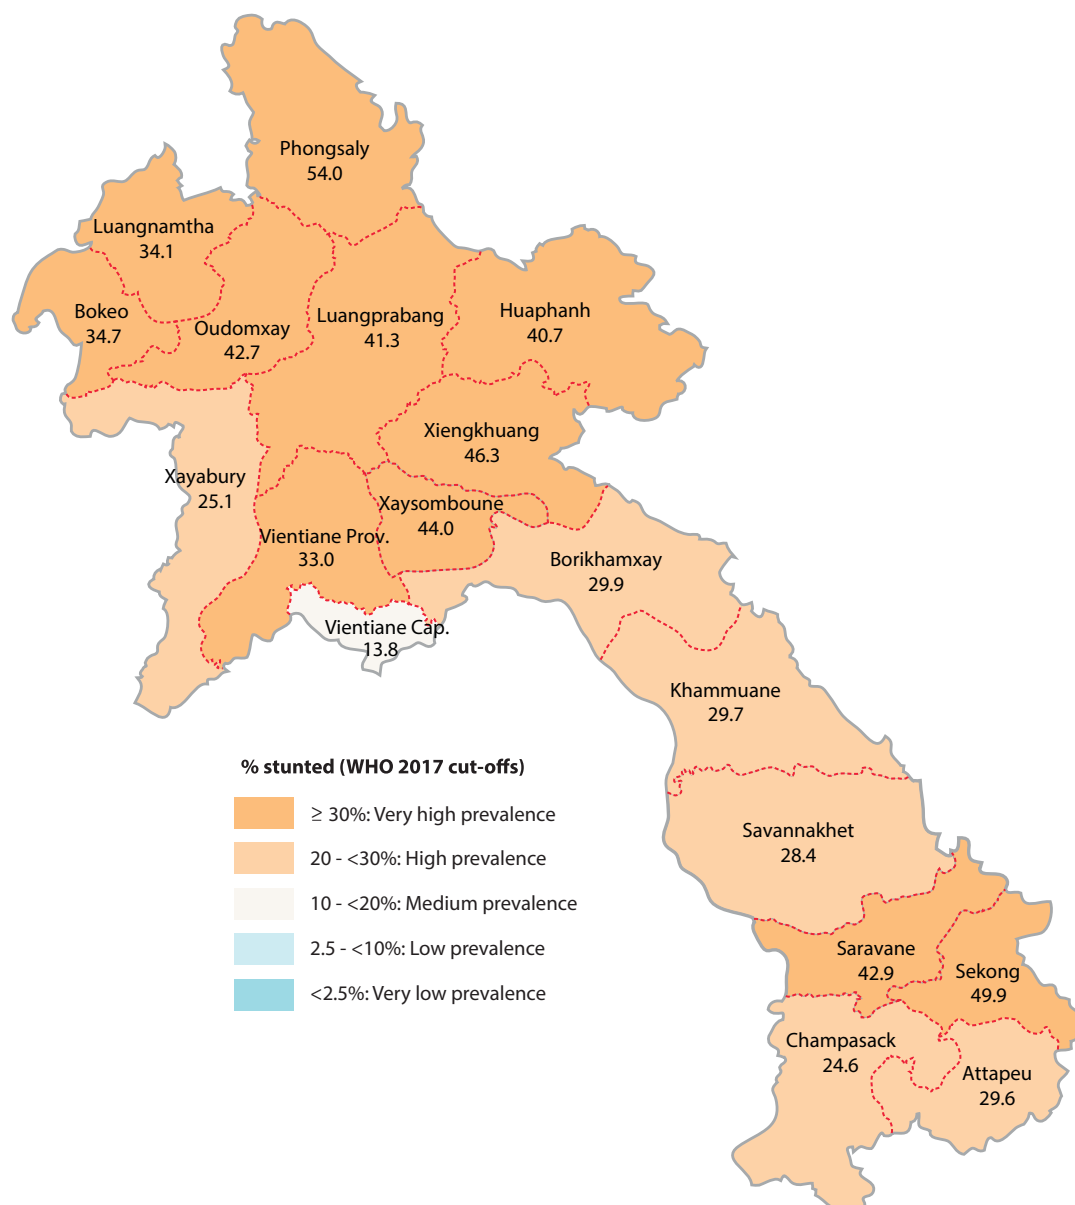 Phongsaly
54.0
Luangnamtha
34.1
Bokeo
34.7
Oudomxay
42.7
Luangprabang
41.3
Huaphanh
40.7
Xiengkhuang
46.3
Xayabury
25.1
Xaysomboune
44.0
Vientiane Prov.
33.0
Borikhamxay
29.9
Vientiane Cap.
13.8
Khammuane
29.7
Savannakhet
28.4
Saravane
42.9
Sekong
49.9
Champasack
24.6
Attapeu
29.6
% stunted (WHO 2017 cut-offs)
≥ 30%: Very high prevalence
20 - <30%: High prevalence
10 - <20%: Medium prevalence
2.5 - <10%: Low prevalence
<2.5%: Very low prevalence